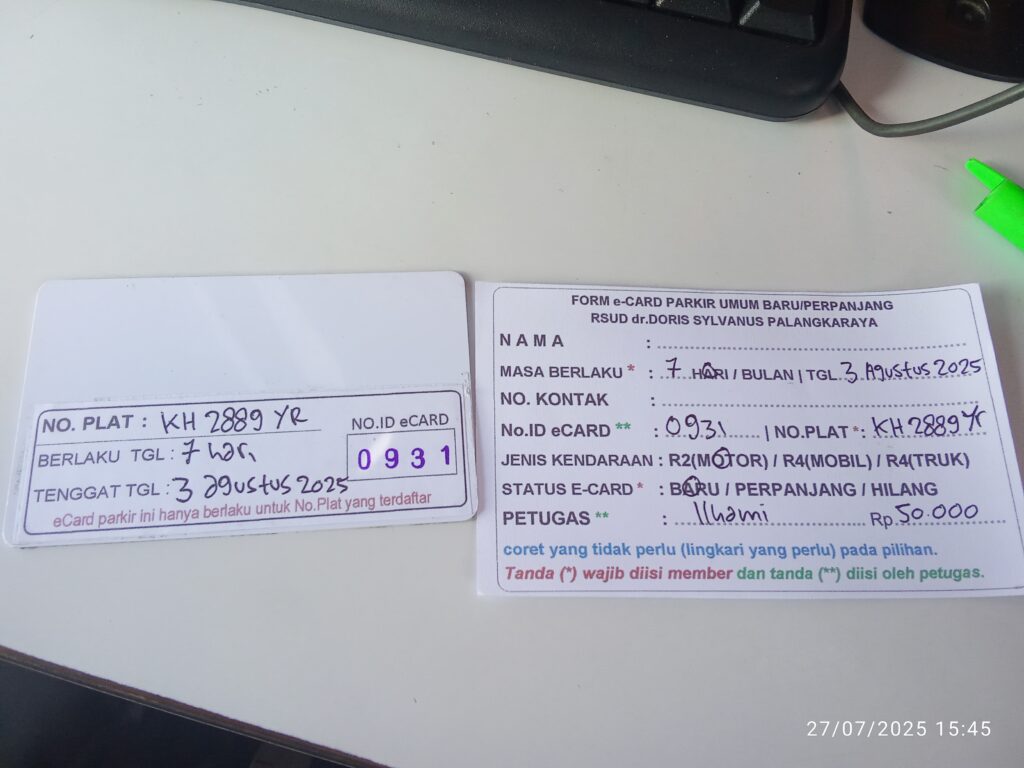 NO. PLAT : KH 2889 YR
NO.ID eCARD
BERLAKU TGL : 7 hari
0931
TENGGAT TGL : 3 agustus 2025
eCard parkir ini hanya berlaku untuk No.Plat yang terdaftar
FORM e-CARD PARKIR UMUM BARU/PERPANJANG
RSUD dr.DORIS SYLVANUS PALANGKARAYA
N A M A :
MASA BERLAKU * : 7 HARI / BULAN | TGL 3 Agustus 2025
NO. KONTAK :
No.ID eCARD ** : 0931 | NO.PLAT * : KH 2889 Yr
JENIS KENDARAAN : R2(MOTOR) / R4(MOBIL) / R4(TRUK)
STATUS E-CARD * : BARU / PERPANJANG / HILANG
PETUGAS ** : Ilhami Rp. 50.000
coret yang tidak perlu (lingkari yang perlu) pada pilihan.
Tanda (*) wajib diisi member dan tanda (**) diisi oleh petugas.
27/07/2025 15:45